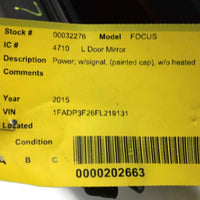 Stock # 00032276 Model FOCUS
IC # 4710 L Door Mirror
Description Power; w/signal, (painted cap), w/o heated
Comments
Year 2015
VIN 1FADP3F26FL219131
Located
Condition
A B C
0000202663